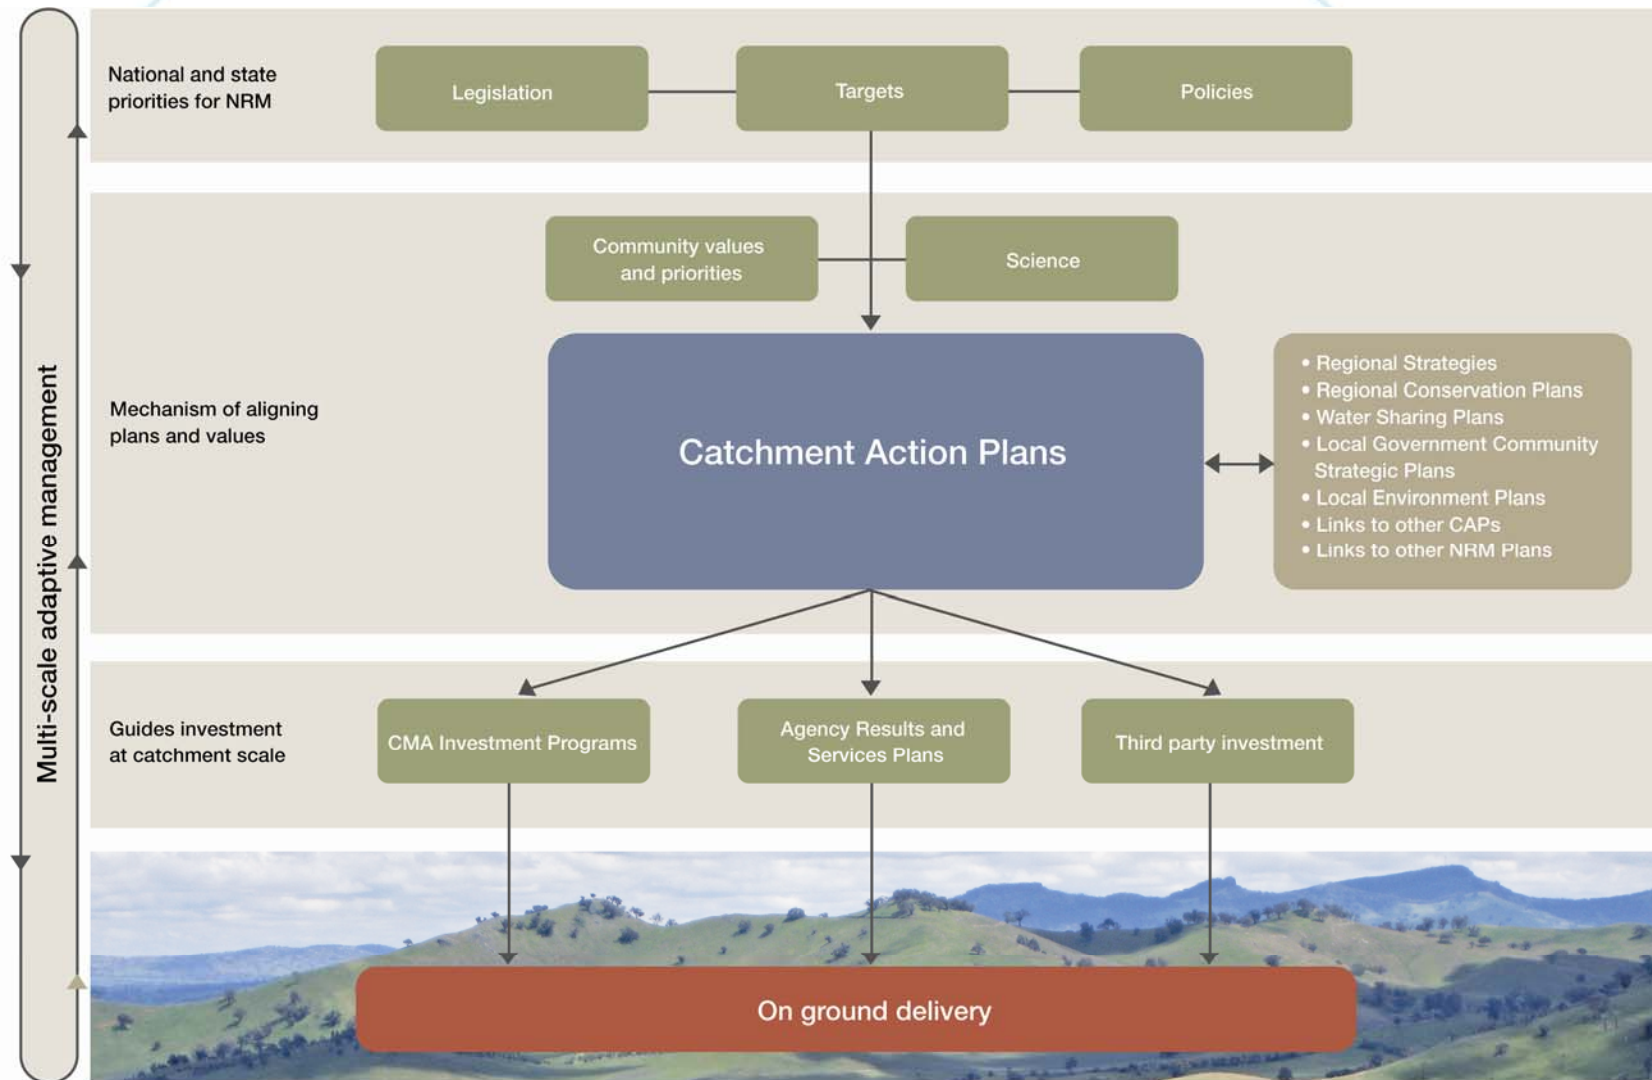 National and state
priorities for NRM
Legislation
Targets
Policies
Community values
and priorities
Science
Mechanism of aligning
plans and values
Catchment Action Plans
• Regional Strategies
• Regional Conservation Plans
• Water Sharing Plans
• Local Government Community
Strategic Plans
• Local Environment Plans
• Links to other CAPs
• Links to other NRM Plans
Multi-scale adaptive management
Guides investment
at catchment scale
CMA Investment Programs
Agency Results and
Services Plans
Third party investment
On ground delivery